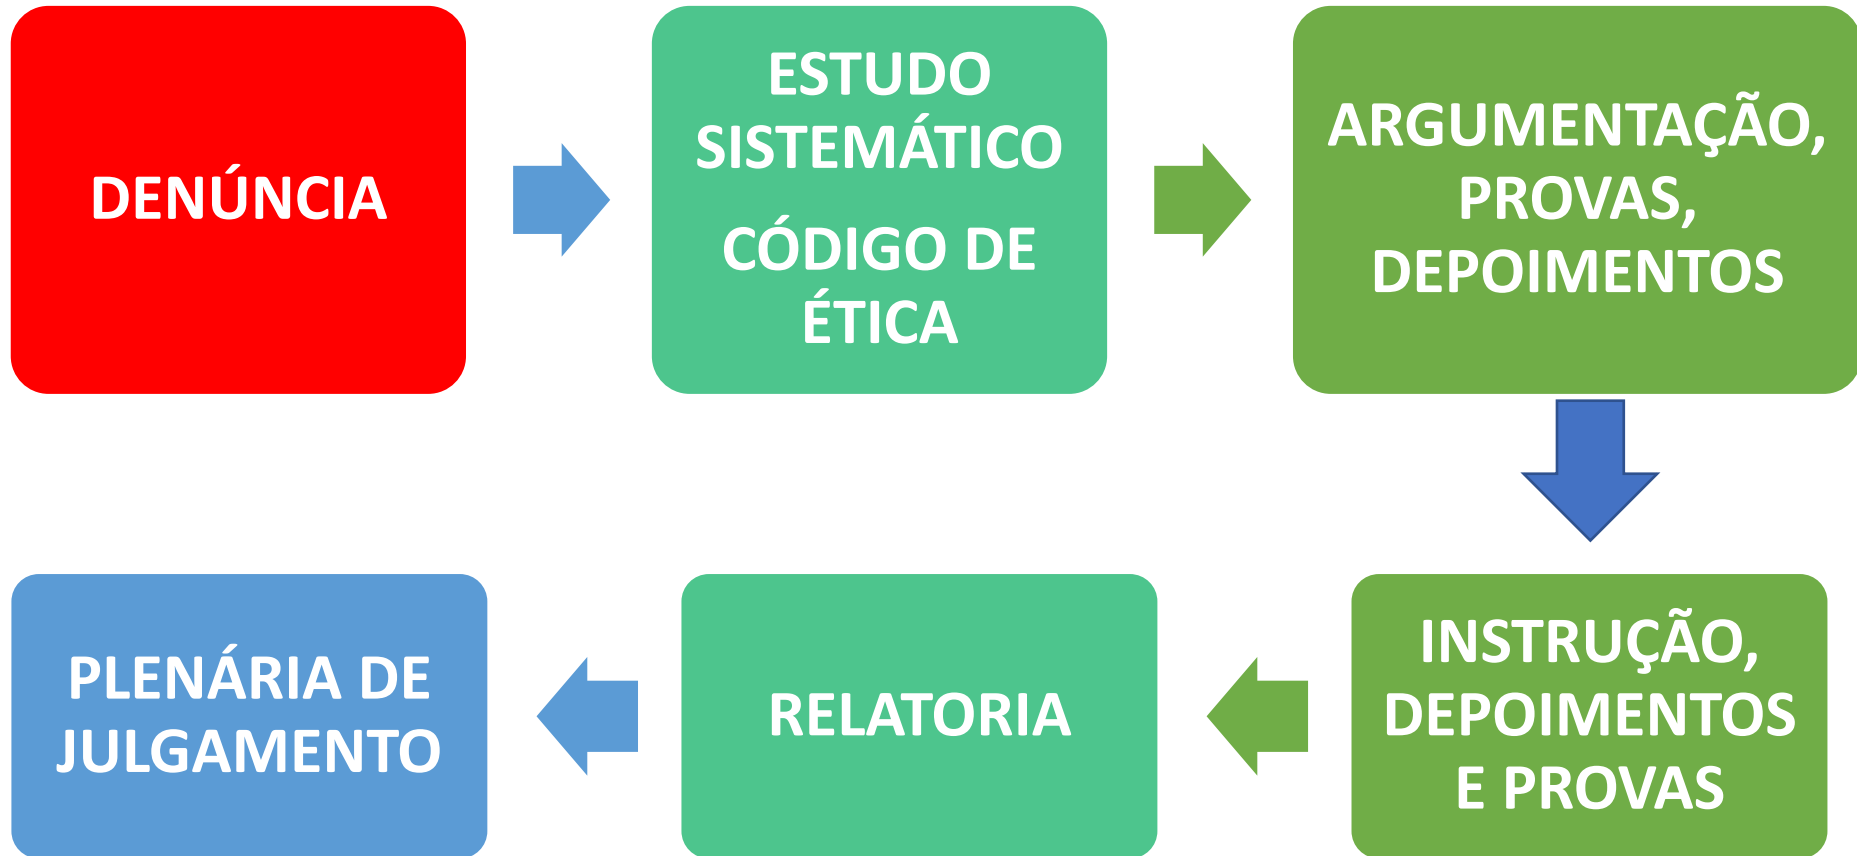 DENÚNCIA
ESTUDO
SISTEMÁTICO
CÓDIGO DE
ÉTICA
ARGUMENTAÇÃO,
PROVAS,
DEPOIMENTOS
INSTRUÇÃO,
DEPOIMENTOS
E PROVAS
RELATORIA
PLENÁRIA DE
JULGAMENTO